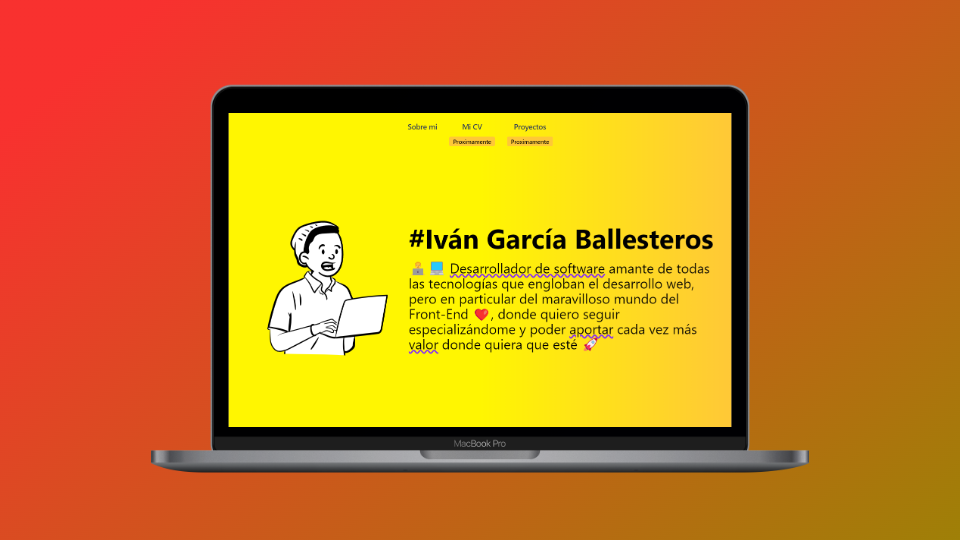 Sobre mi Mi CV Proyectos
Proximamente Proximamente
#Iván García Ballesteros
Desarrollador de software amante de todas
las tecnologías que engloban el desarrollo web,
pero en particular del maravilloso mundo del
Front-End ❤️, donde quiero seguir
especializándome y poder aportar cada vez más
valor donde quiera que esté 🚀
MacBook Pro